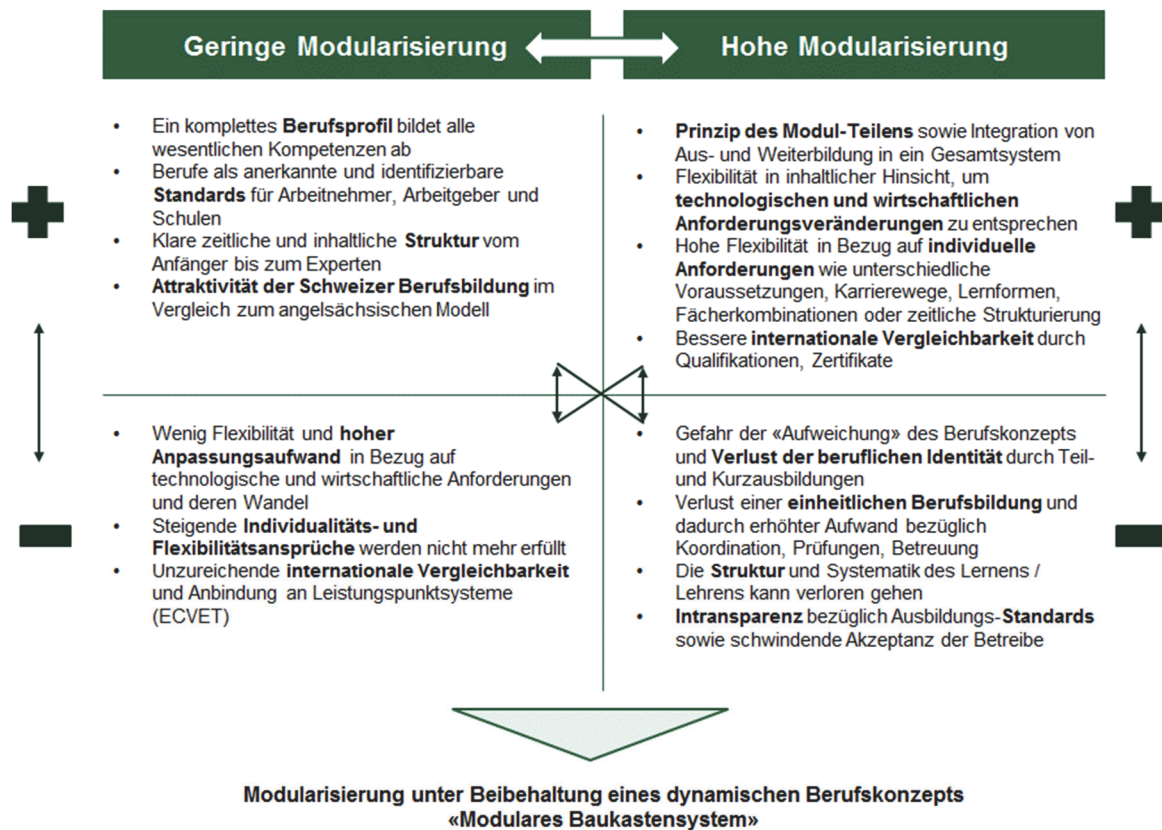 Geringe Modularisierung
Hohe Modularisierung
• Ein komplettes Berufsprofil bildet alle
wesentlichen Kompetenzen ab
• Berufe als anerkannte und identifizierbare
Standards für Arbeitnehmer, Arbeitgeber und
Schulen
• Klare zeitliche und inhaltliche Struktur vom
Anfänger bis zum Experten
• Attraktivität der Schweizer Berufsbildung im
Vergleich zum angelsächsischen Modell
• Prinzip des Modul-Teilens sowie Integration von
Aus- und Weiterbildung in ein Gesamtsystem
• Flexibilität in inhaltlicher Hinsicht, um
technologischen und wirtschaftlichen
Anforderungsveränderungen zu entsprechen
• Hohe Flexibilität in Bezug auf individuelle
Anforderungen wie unterschiedliche
Voraussetzungen, Karrierewege, Lernformen,
Fächerkombinationen oder zeitliche Strukturierung
• Bessere internationale Vergleichbarkeit durch
Qualifikationen, Zertifikate
• Wenig Flexibilität und hoher
Anpassungsaufwand in Bezug auf
technologische und wirtschaftliche Anforderungen
und deren Wandel
• Steigende Individualitäts- und
Flexibilitätsansprüche werden nicht mehr erfüllt
• Unzureichende internationale Vergleichbarkeit
und Anbindung an Leistungspunktsysteme
(ECVET)
• Gefahr der «Aufweichung» des Berufskonzepts
und Verlust der beruflichen Identität durch Teil-
und Kurzausbildungen
• Verlust einer einheitlichen Berufsbildung und
dadurch erhöhter Aufwand bezüglich
Koordination, Prüfungen, Betreuung
• Die Struktur und Systematik des Lernens /
Lehrens kann verloren gehen
• Intransparenz bezüglich Ausbildungs-Standards
sowie schwindende Akzeptanz der Betreibe
Modularisierung unter Beibehaltung eines dynamischen Berufskonzepts
«Modulares Baukastensystem»